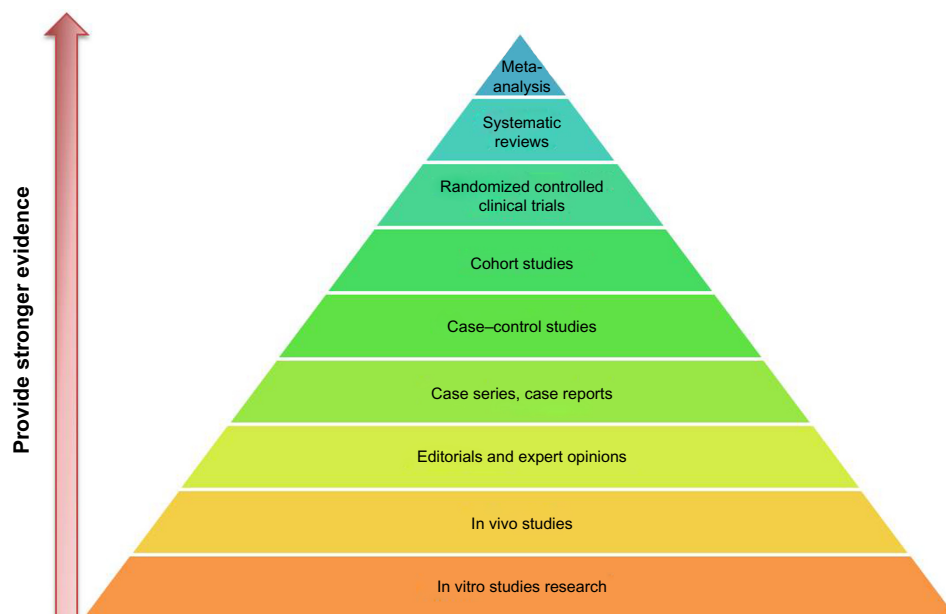 Provide stronger evidence
Meta-
analysis
Systematic
reviews
Randomized controlled
clinical trials
Cohort studies
Case–control studies
Case series, case reports
Editorials and expert opinions
In vivo studies
In vitro studies research